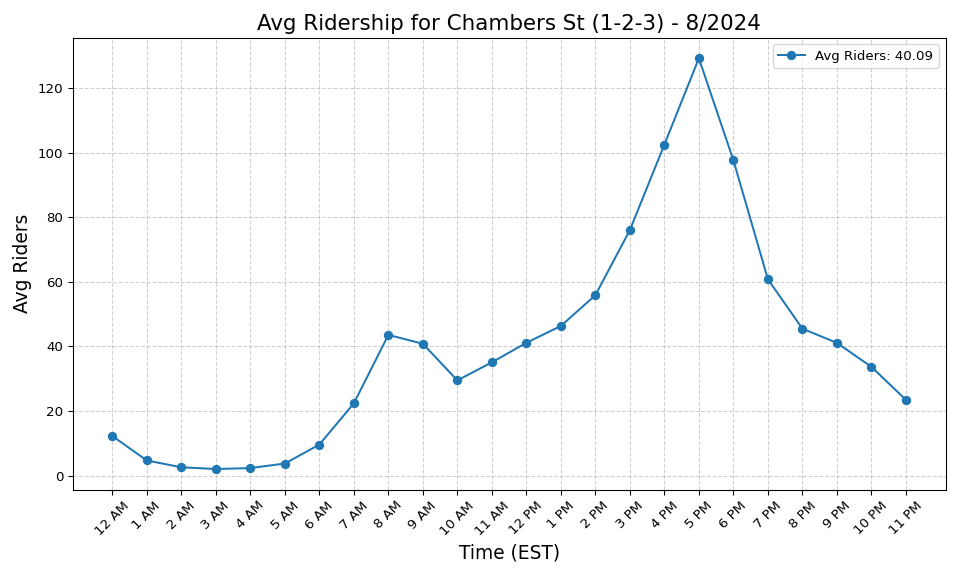 Avg Ridership for Chambers St (1-2-3) - 8/2024
Avg Riders: 40.09
Avg Riders
120
100
80
60
40
20
0
12 AM
1 AM
2 AM
3 AM
4 AM
5 AM
6 AM
7 AM
8 AM
9 AM
10 AM
11 AM
12 PM
1 PM
2 PM
3 PM
4 PM
5 PM
6 PM
7 PM
8 PM
9 PM
10 PM
11 PM
Time (EST)